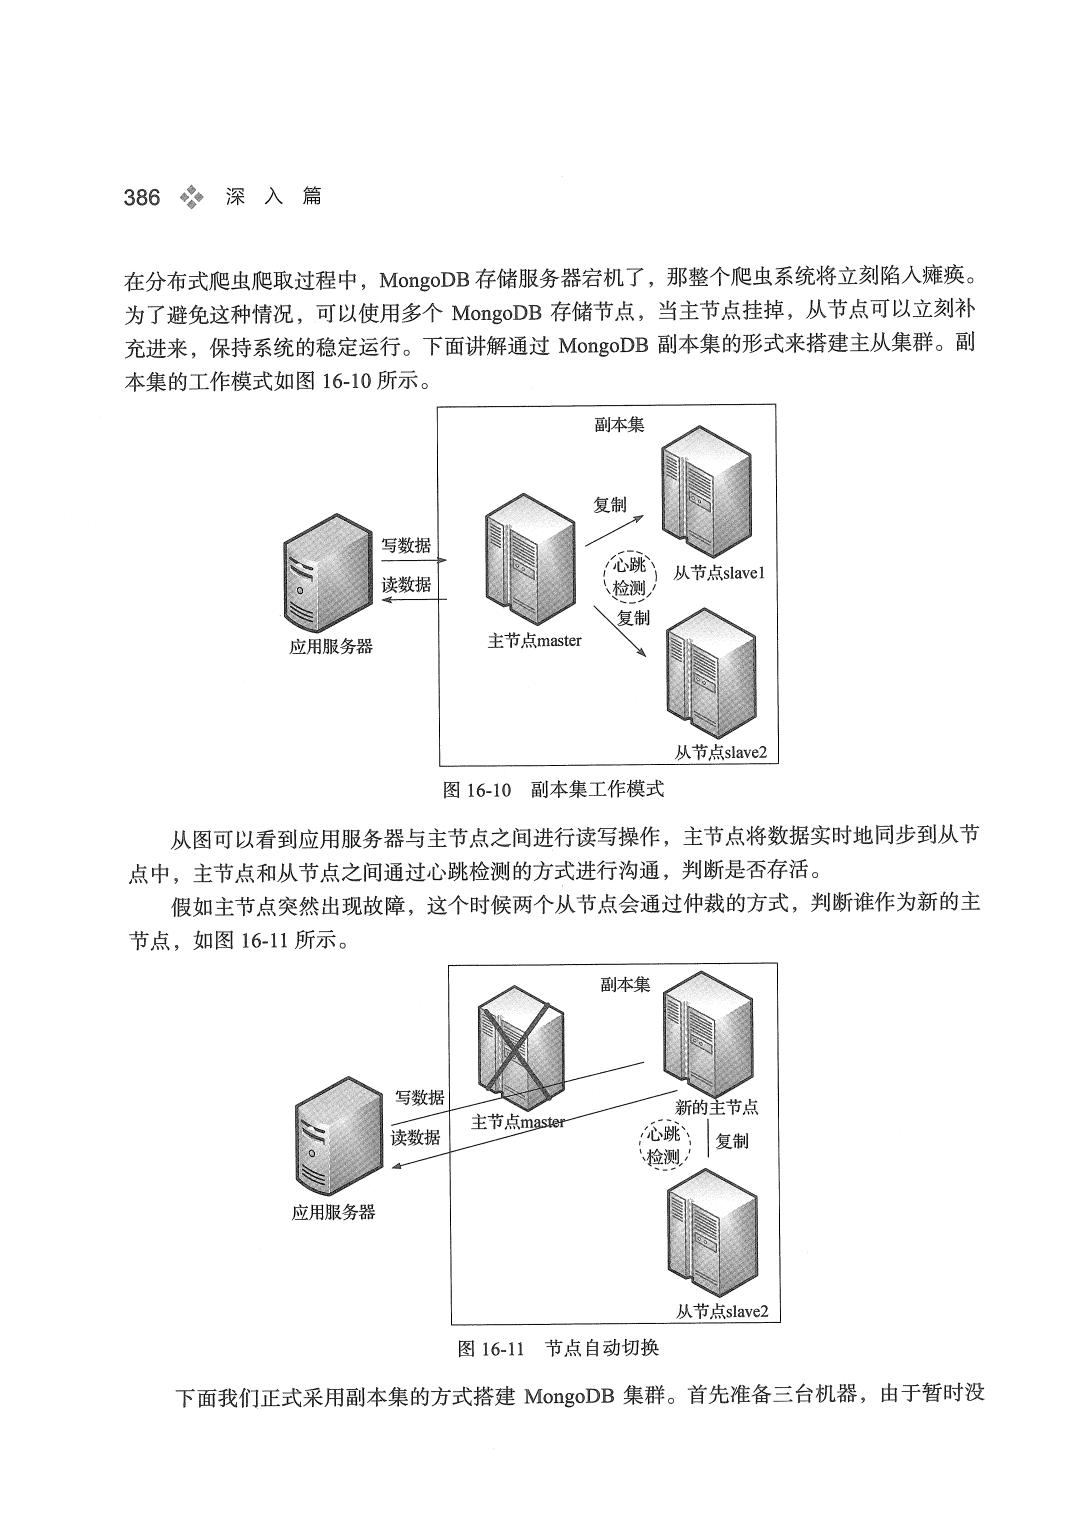 386 深 入 篇
在分布式爬虫爬取过程中，MongoDB 存储服务器宕机了，那整个爬虫系统将立刻陷入瘫痪。
为了避免这种情况，可以使用多个 MongoDB 存储节点，当主节点挂掉，从节点可以立刻补
充进来，保持系统的稳定运行。下面讲解通过 MongoDB 副本集的形式来搭建主从集群。副
本集的工作模式如图 16-10 所示。
副本集
复制
写数据
心跳
检测
从节点slave1
读数据
复制
应用服务器
主节点master
从节点slave2
图 16-10 副本集工作模式
从图可以看到应用服务器与主节点之间进行读写操作，主节点将数据实时地同步到从节
点中，主节点和从节点之间通过心跳检测的方式进行沟通，判断是否存活。
假如主节点突然出现故障，这个时候两个从节点会通过仲裁的方式，判断谁作为新的主
节点，如图 16-11 所示。
副本集
写数据
新的主节点
主节点master
读数据
心跳
检测
复制
应用服务器
从节点slave2
图 16-11 节点自动切换
下面我们正式采用副本集的方式搭建 MongoDB 集群。首先准备三台机器，由于暂时没